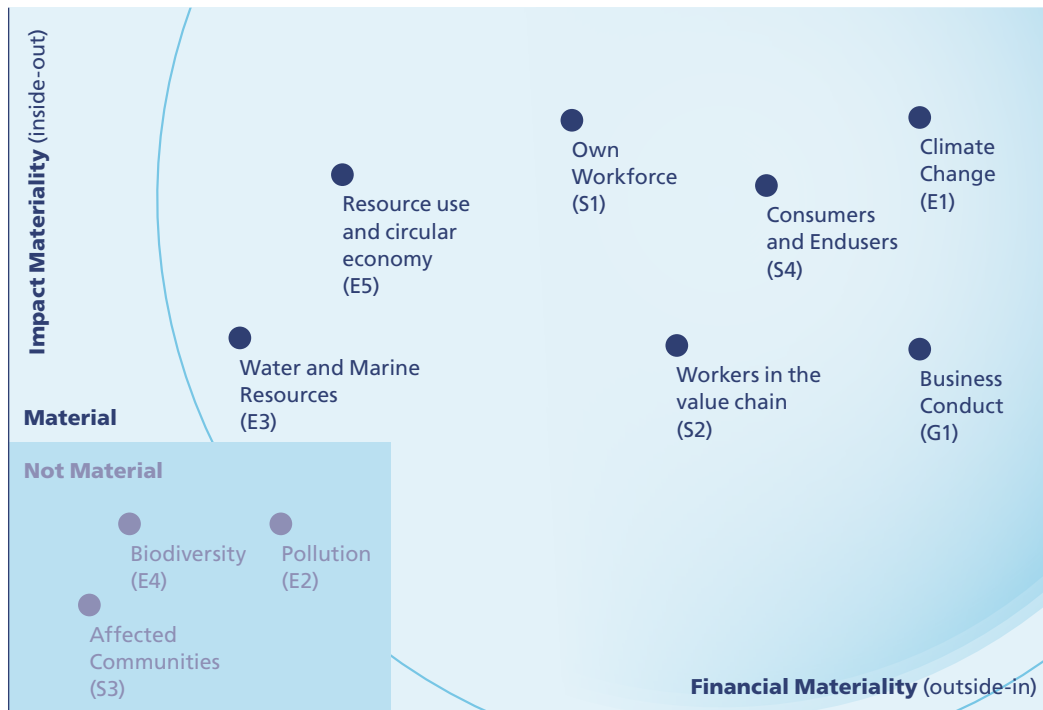 Impact Materiality (inside-out)
Own
Workforce
(S1)
Climate
Change
(E1)
Resource use
and circular
economy
(E5)
Consumers
and Endusers
(S4)
Water and Marine
Resources
(E3)
Workers in the
value chain
(S2)
Business
Conduct
(G1)
Material
Not Material
Biodiversity
(E4)
Pollution
(E2)
Affected
Communities
(S3)
Financial Materiality (outside-in)